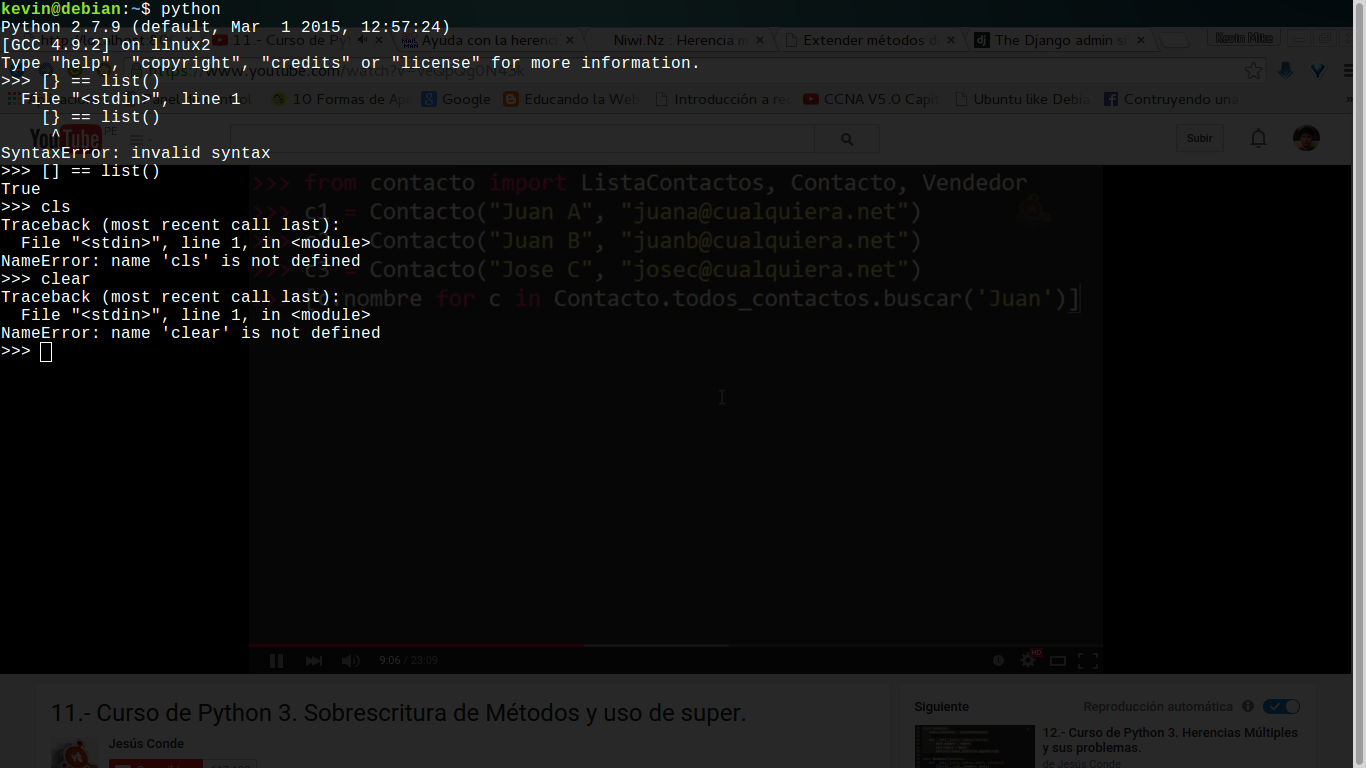 kevin@debian:~$ python
Python 2.7.9 (default, Mar  1 2015, 12:57:24)
[GCC 4.9.2] on linux2
Type "help", "copyright", "credits" or "license" for more information.
>>> [} == list()
  File "<stdin>", line 1
    [} == list()
     ^
SyntaxError: invalid syntax
>>> [] == list()
True
>>> cls
Traceback (most recent call last):
  File "<stdin>", line 1, in <module>
NameError: name 'cls' is not defined
>>> clear
Traceback (most recent call last):
  File "<stdin>", line 1, in <module>
NameError: name 'clear' is not defined
>>>
11.- Curso de Py
Ayuda con la herenci
Niwi.Nz : Herencia m
Extender métodos d
The Django admin s
Kevin Mike
10 Formas de Ap
Google
Educando la Web
Introducción a re
CCNA V5.0 Capit
Ubuntu like Debia
Contruyendo una
YouTube PE
Subir
>>> from contacto import ListaContactos, Contacto, Vendedor
c1 = Contacto("Juan A", "juana@cualquiera.net")
Contacto("Juan B", "juanb@cualquiera.net")
c3 = Contacto("Jose C", "josec@cualquiera.net")
nombre for c in Contacto.todos_contactos.buscar('Juan')]
9:06 / 23:09
HD
11.- Curso de Python 3. Sobrescritura de Métodos y uso de super.
Jesús Conde
Siguiente
Reproducción automática
12.- Curso de Python 3. Herencias Múltiples
y sus problemas.
de Jesús Conde